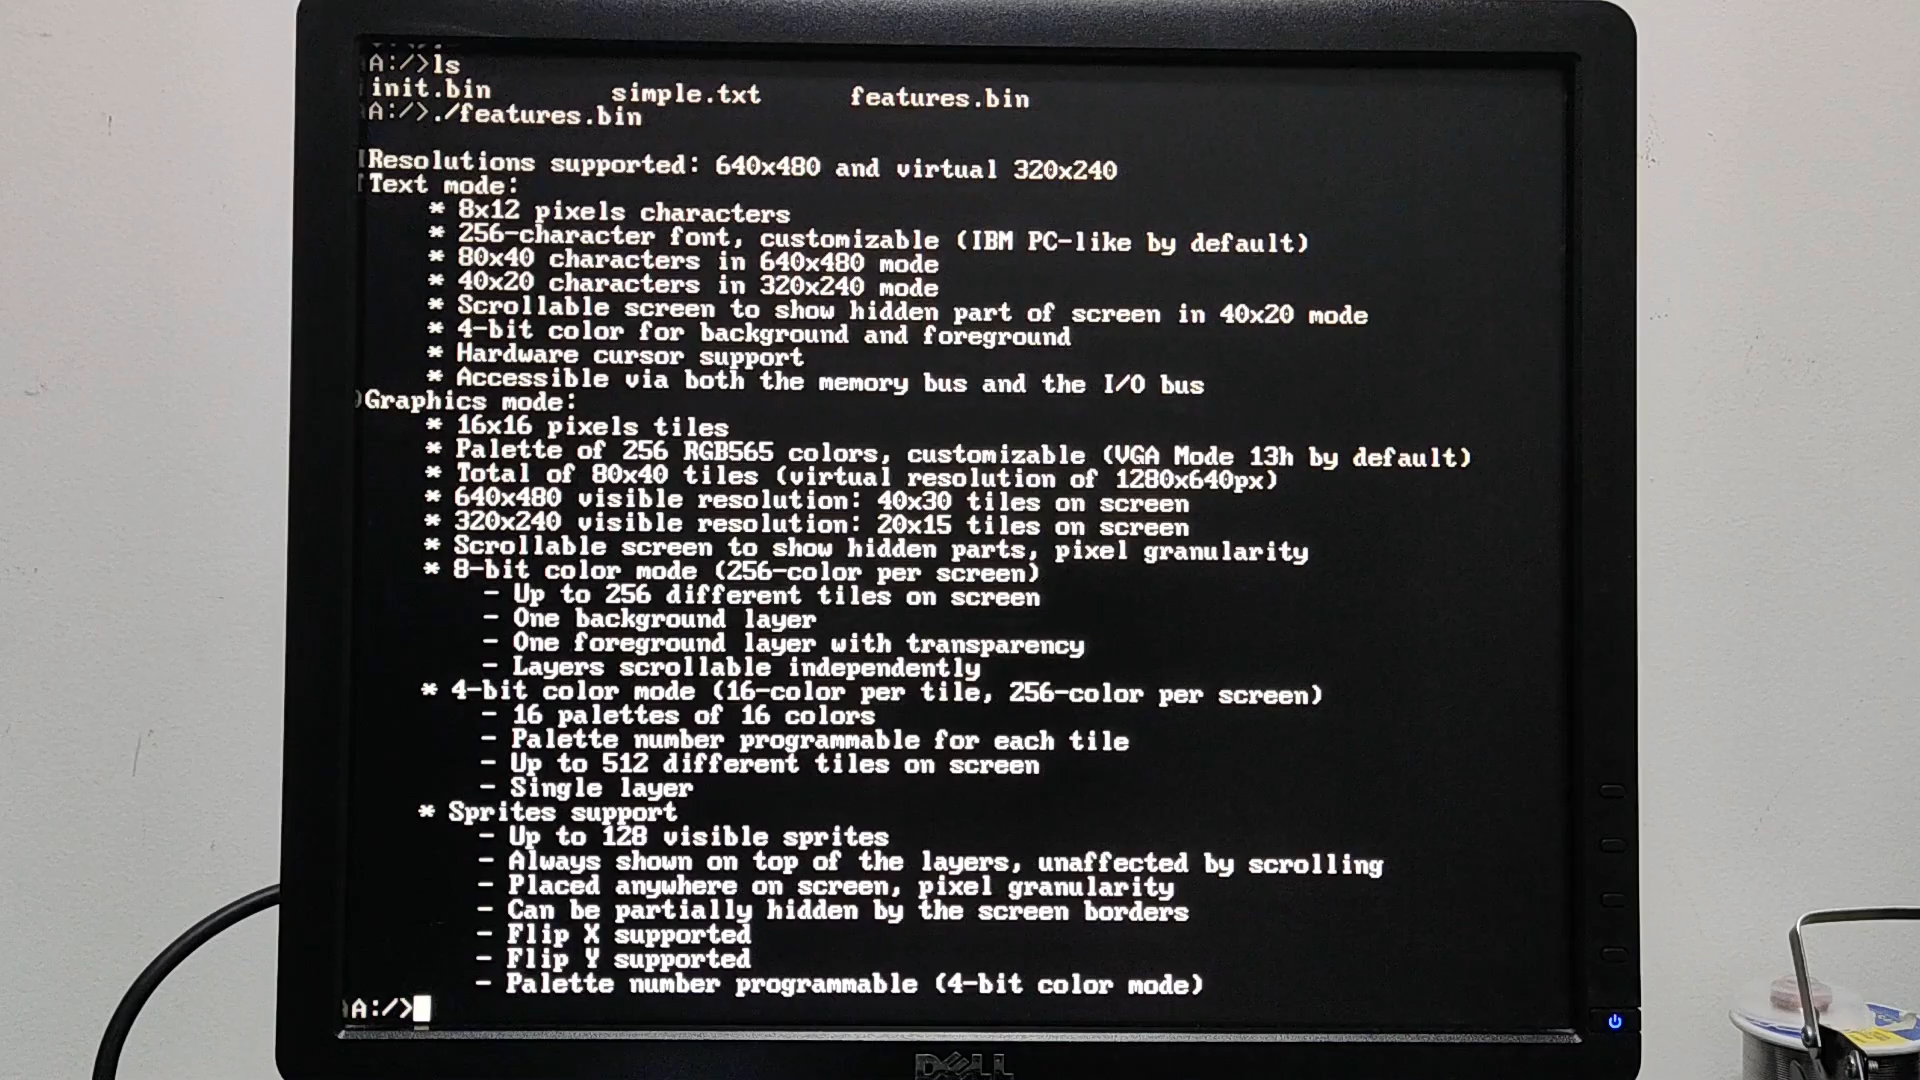 A:/>ls
init.bin simple.txt features.bin
A:/>./features.bin
Resolutions supported: 640x480 and virtual 320x240
Text mode:
* 8x12 pixels characters
* 256-character font, customizable (IBM PC-like by default)
* 80x40 characters in 640x480 mode
* 40x20 characters in 320x240 mode
* Scrollable screen to show hidden part of screen in 40x20 mode
* 4-bit color for background and foreground
* Hardware cursor support
* Accessible via both the memory bus and the I/O bus
Graphics mode:
* 16x16 pixels tiles
* Palette of 256 RGB565 colors, customizable (VGA Mode 13h by default)
* Total of 80x40 tiles (virtual resolution of 1280x640px)
* 640x480 visible resolution: 40x30 tiles on screen
* 320x240 visible resolution: 20x15 tiles on screen
* Scrollable screen to show hidden parts, pixel granularity
* 8-bit color mode (256-color per screen)
- Up to 256 different tiles on screen
- One background layer
- One foreground layer with transparency
- Layers scrollable independently
* 4-bit color mode (16-color per tile, 256-color per screen)
- 16 palettes of 16 colors
- Palette number programmable for each tile
- Up to 512 different tiles on screen
- Single layer
* Sprites support
- Up to 128 visible sprites
- Always shown on top of the layers, unaffected by scrolling
- Placed anywhere on screen, pixel granularity
- Can be partially hidden by the screen borders
- Flip X supported
- Flip Y supported
- Palette number programmable (4-bit color mode)
A:/>
DELL